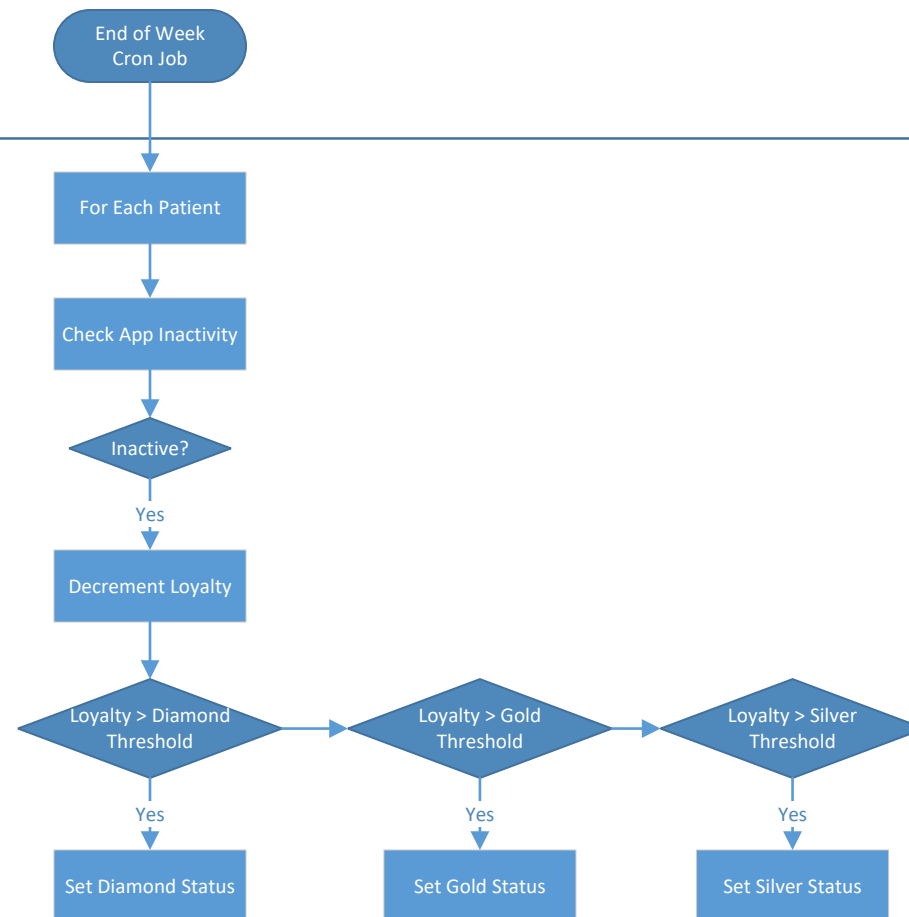 End of Week
Cron Job
For Each Patient
Check App Inactivity
Inactive?
Yes
Decrement Loyalty
Loyalty > Diamond
Threshold
Loyalty > Gold
Threshold
Loyalty > Silver
Threshold
Yes
Yes
Yes
Set Diamond Status
Set Gold Status
Set Silver Status